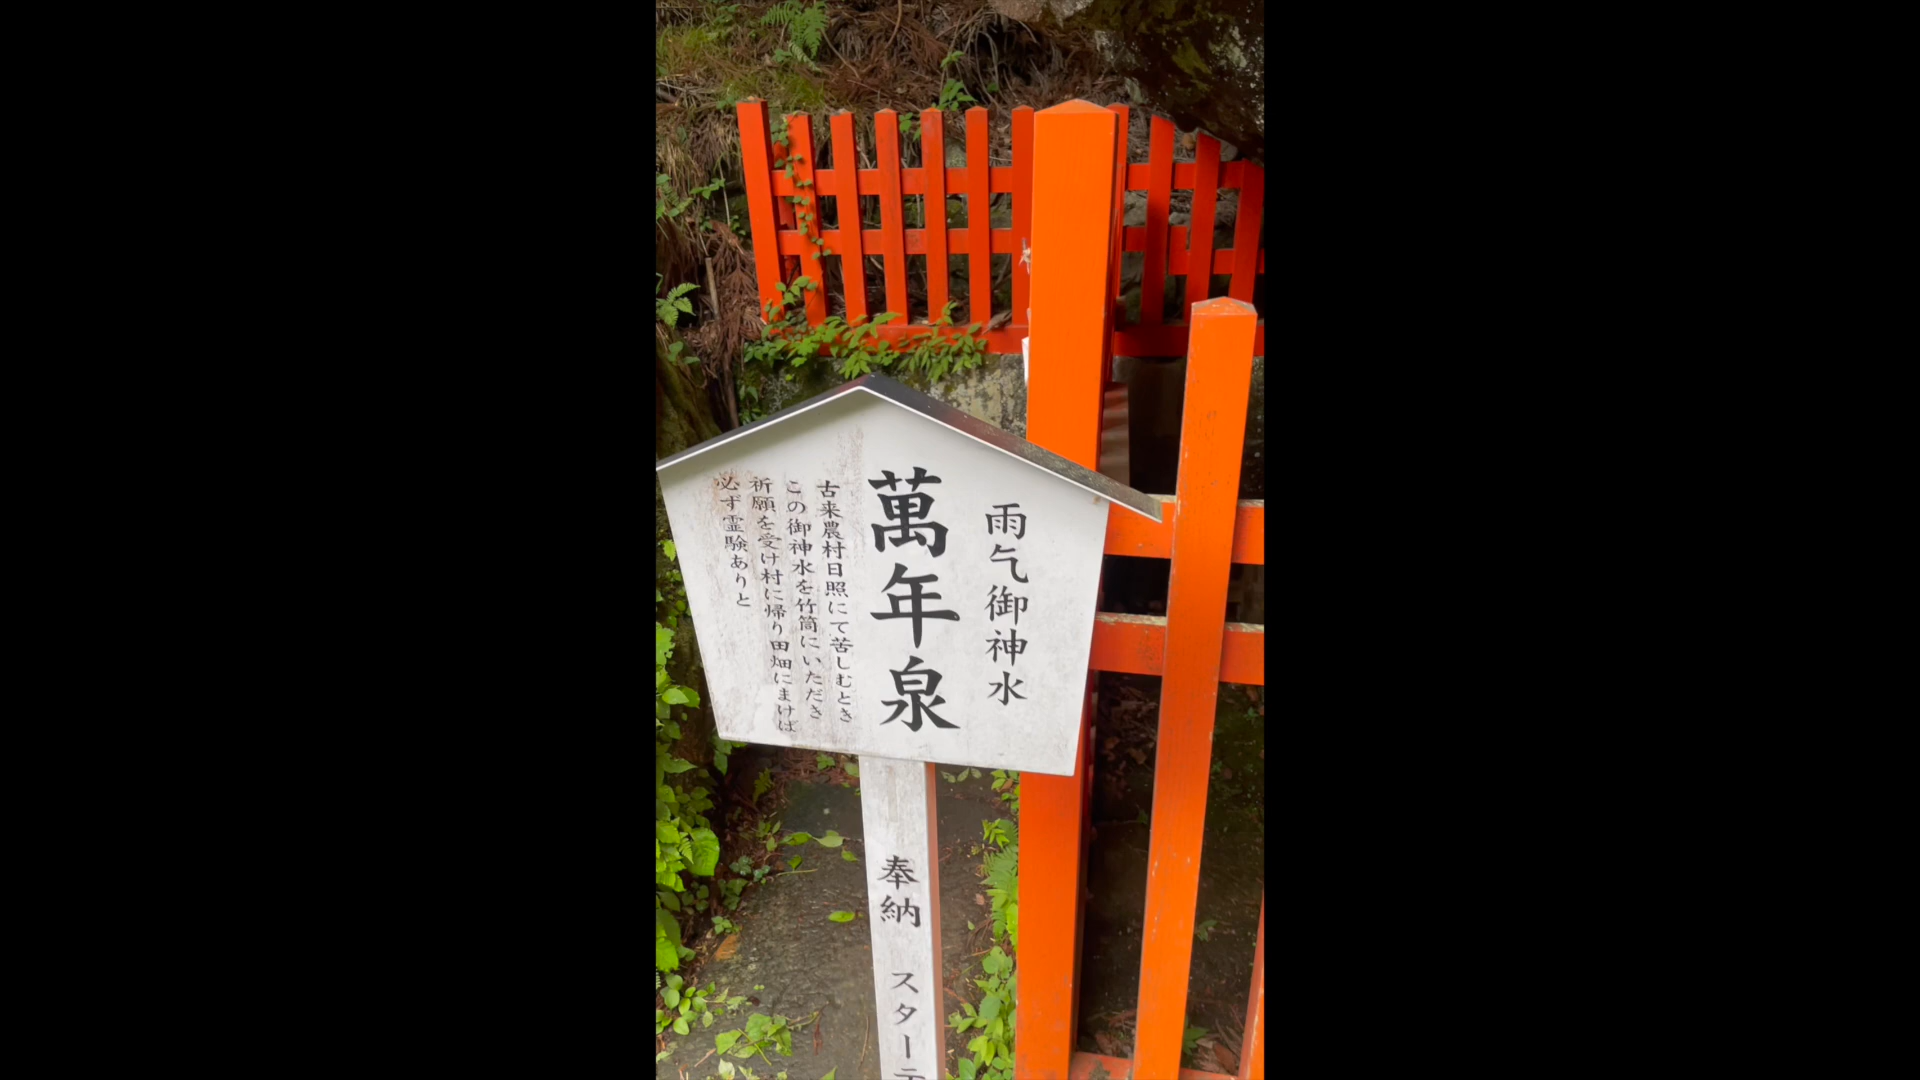 雨乞御神水
萬年泉
古来農村日照にて苦しむとき
この御神水を竹筒にいただき
祈願を受け村に帰り田畑にまけば
必ず霊験ありと
奉納 スターテ